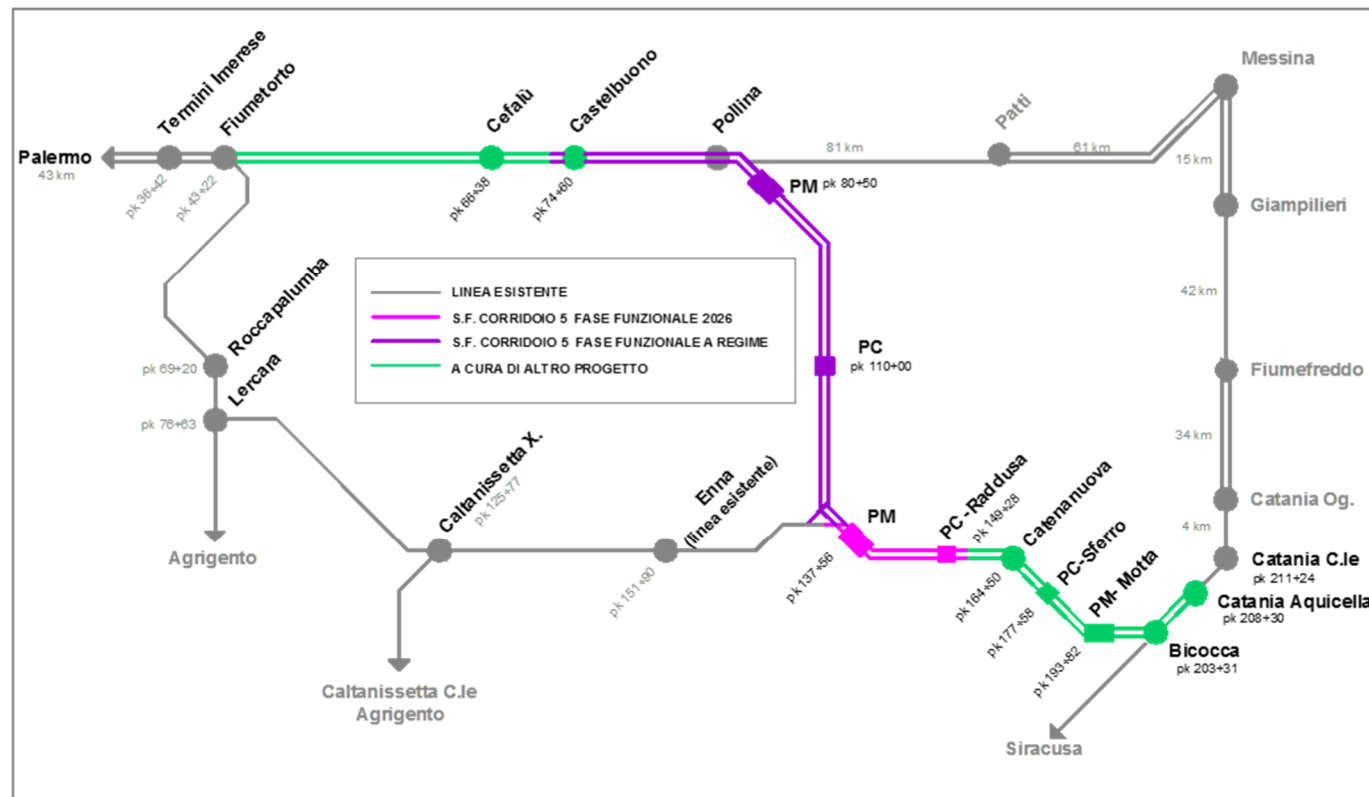 Messina
Termini Imerese
Fiumetorto
Cefalù
Castelbuono
Pollina
Patti
Palermo
43 km
81 km
61 km
15 km
pk 36+42
pk 43+22
pk 66+38
pk 74+60
PM pk 80+50
Giampilieri
LINEA ESISTENTE
S.F. CORRIDOIO 5 FASE FUNZIONALE 2026
S.F. CORRIDOIO 5 FASE FUNZIONALE A REGIME
A CURA DI ALTRO PROGETTO
42 km
Roccapalumba
pk 69+20
PC
pk 110+00
Fiumefreddo
Lercara
pk 76+63
34 km
Caltanissetta X.
pk 125+77
Enna
(linea esistente)
pk 151+90
PM
pk 137+56
PC -Raddusa
pk 149+28
Catenanuova
pk 164+50
PC-Sferro
pk 177+58
PM- Motta
pk 193+82
Catania Og.
4 km
Catania C.le
pk 211+24
Catania Aquicella
pk 208+30
Bicocca
pk 203+31
Agrigento
Caltanissetta C.le
Agrigento
Siracusa